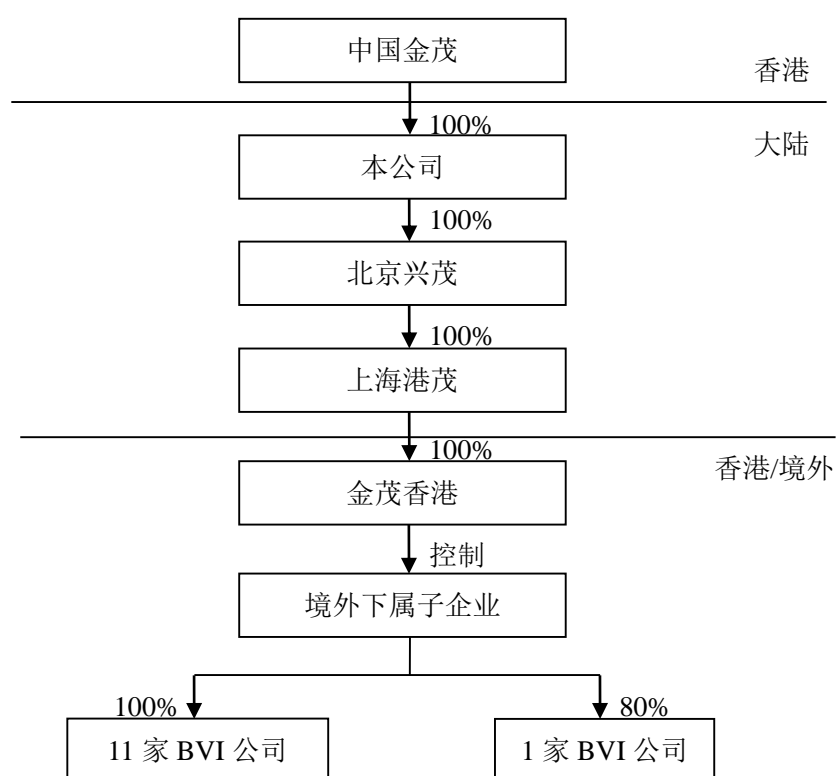 中国金茂
香港
100%
大陆
本公司
100%
北京兴茂
100%
上海港茂
100%
香港/境外
金茂香港
控制
境外下属子企业
100%
80%
11 家 BVI 公司
1 家 BVI 公司